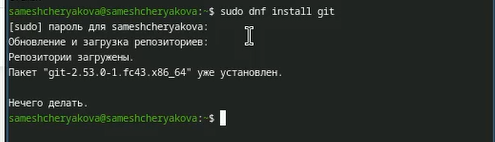 sameshcheryakova@sameshcheryakova:~$ sudo dnf install git
[sudo] пароль для sameshcheryakova:
Обновление и загрузка репозиториев:
Репозитории загружены.
Пакет "git-2.53.0-1.fc43.x86_64" уже установлен.

Нечего делать.
sameshcheryakova@sameshcheryakova:~$